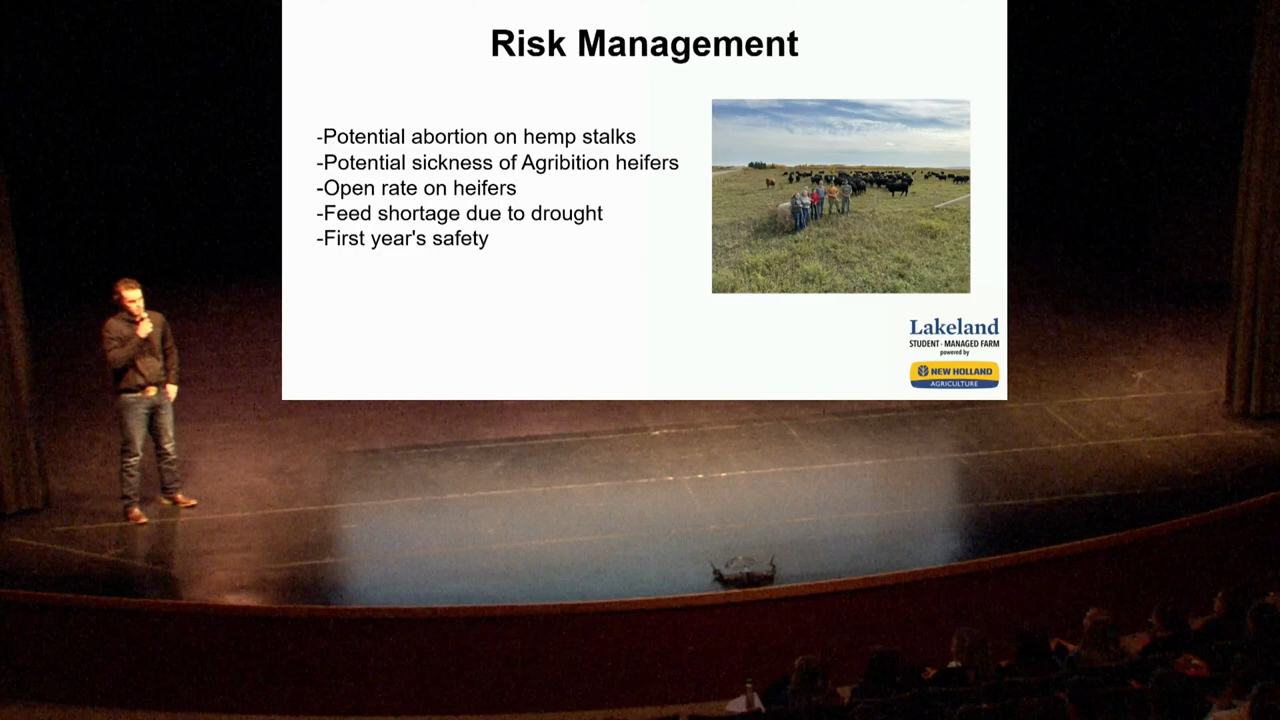 Risk Management
-Potential abortion on hemp stalks
-Potential sickness of Agribition heifers
-Open rate on heifers
-Feed shortage due to drought
-First year's safety
Lakeland
STUDENT-MANAGED FARM
powered by
NEW HOLLAND
AGRICULTURE